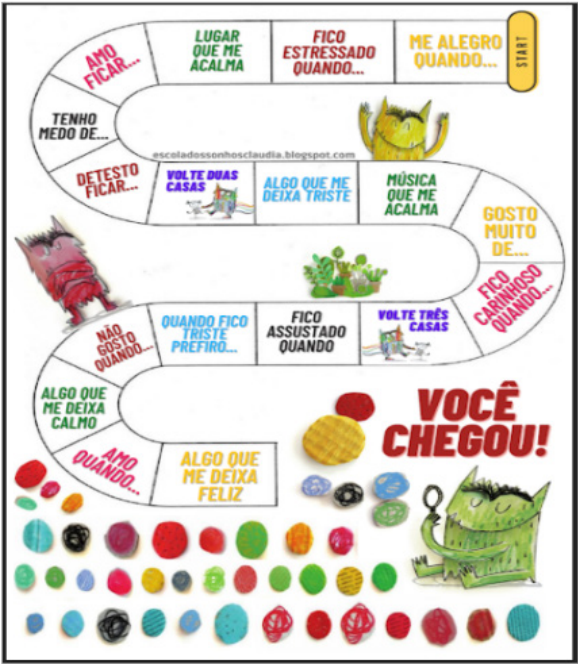 START
ME ALEGRO
QUANDO...
FICO
ESTRESSADO
QUANDO...
LUGAR
QUE ME
ACALMA
AMO
FICAR...
TENHO
MEDO DE...
DETESTO
FICAR...
VOLTE DUAS
CASAS
ALGO QUE ME
DEIXA TRISTE
MÚSICA
QUE ME
ACALMA
GOSTO
MUITO
DE...
FICO
CARINHOSO
QUANDO...
VOLTE TRÊS
CASAS
FICO
ASSUSTADO
QUANDO
QUANDO FICO
TRISTE
PREFIRO...
NÃO
GOSTO
QUANDO...
ALGO QUE
ME DEIXA
CALMO
AMO
QUANDO...
ALGO QUE
ME DEIXA
FELIZ
escoladossonhosclaudia.blogspot.com
VOCÊ
CHEGOU!